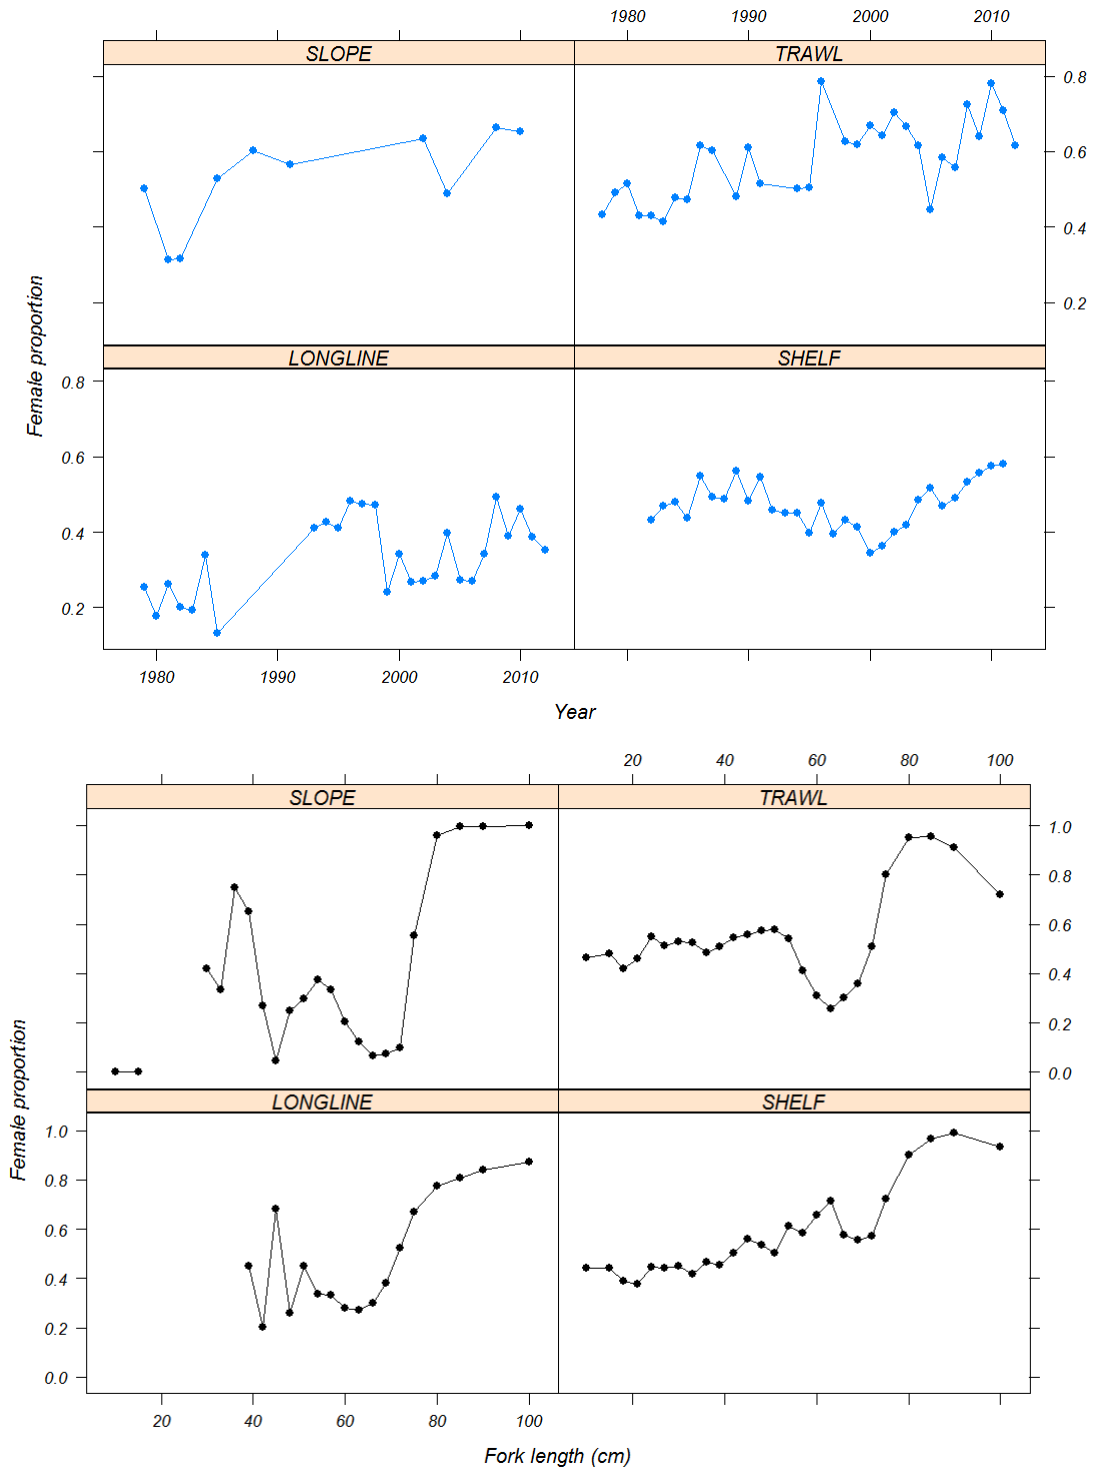 1980 1990 2000 2010
SLOPE TRAWL
0.8
0.6
0.4
0.2
Female proportion
LONGLINE SHELF
0.8
0.6
0.4
0.2
1980 1990 2000 2010
Year
20 40 60 80 100
SLOPE TRAWL
1.0
0.8
0.6
0.4
0.2
0.0
Female proportion
LONGLINE SHELF
1.0
0.8
0.6
0.4
0.2
0.0
20 40 60 80 100
Fork length (cm)